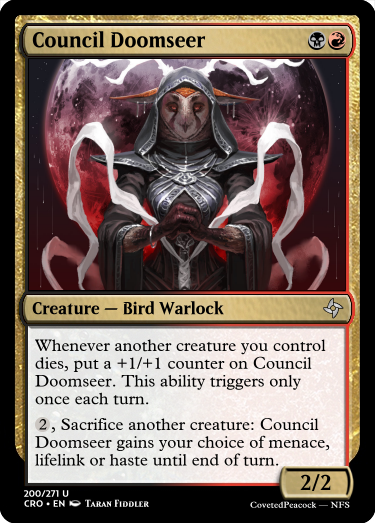 Council Doomseer
Creature — Bird Warlock
Whenever another creature you control
dies, put a +1/+1 counter on Council
Doomseer. This ability triggers only
once each turn.
2, Sacrifice another creature: Council
Doomseer gains your choice of menace,
lifelink or haste until end of turn.
2/2
200/271 U
CRO • EN Taran Fiddler
CovetedPeacock — NFS